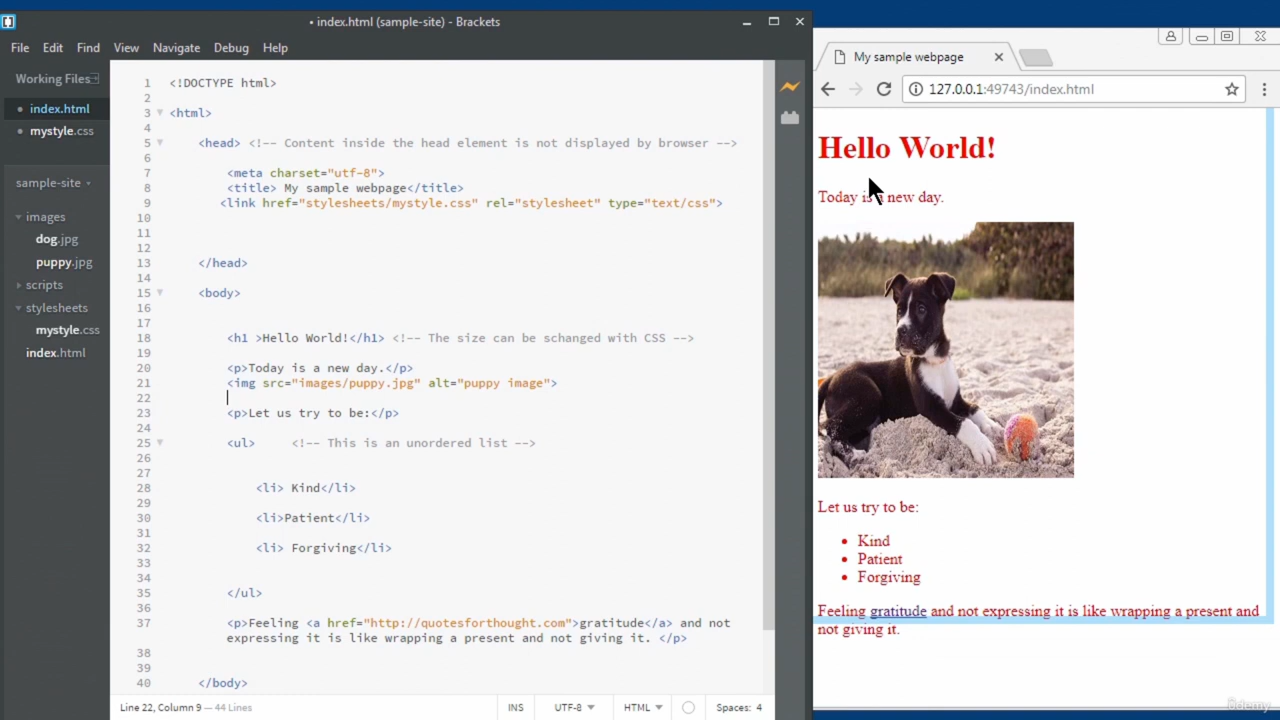 • index.html (sample-site) - Brackets
File Edit Find View Navigate Debug Help
Working Files
• index.html
• mystyle.css
sample-site
images
dog.jpg
puppy.jpg
scripts
stylesheets
mystyle.css
index.html
1 <!DOCTYPE html>
2
3 <html>
4
5 <head> <!-- Content inside the head element is not displayed by browser -->
6
7 <meta charset="utf-8">
8 <title> My sample webpage</title>
9 <link href="stylesheets/mystyle.css" rel="stylesheet" type="text/css">
10
11
12
13 </head>
14
15 <body>
16
17
18 <h1 >Hello World!</h1> <!-- The size can be schanged with CSS -->
19
20 <p>Today is a new day.</p>
21 <img src="images/puppy.jpg" alt="puppy image">
22
23 <p>Let us try to be:</p>
24
25 <ul> <!-- This is an unordered list -->
26
27
28 <li> Kind</li>
29
30 <li>Patient</li>
31
32 <li> Forgiving</li>
33
34
35 </ul>
36
37 <p>Feeling <a href="http://quotesforthought.com">gratitude</a> and not
expressing it is like wrapping a present and not giving it. </p>
38
39
40 </body>
Line 22, Column 9 — 44 Lines INS UTF-8 HTML Spaces: 4
My sample webpage
127.0.0.1:49743/index.html
Hello World!
Today is a new day.
Let us try to be:
• Kind
• Patient
• Forgiving
Feeling gratitude and not expressing it is like wrapping a present and
not giving it.
ûdemy